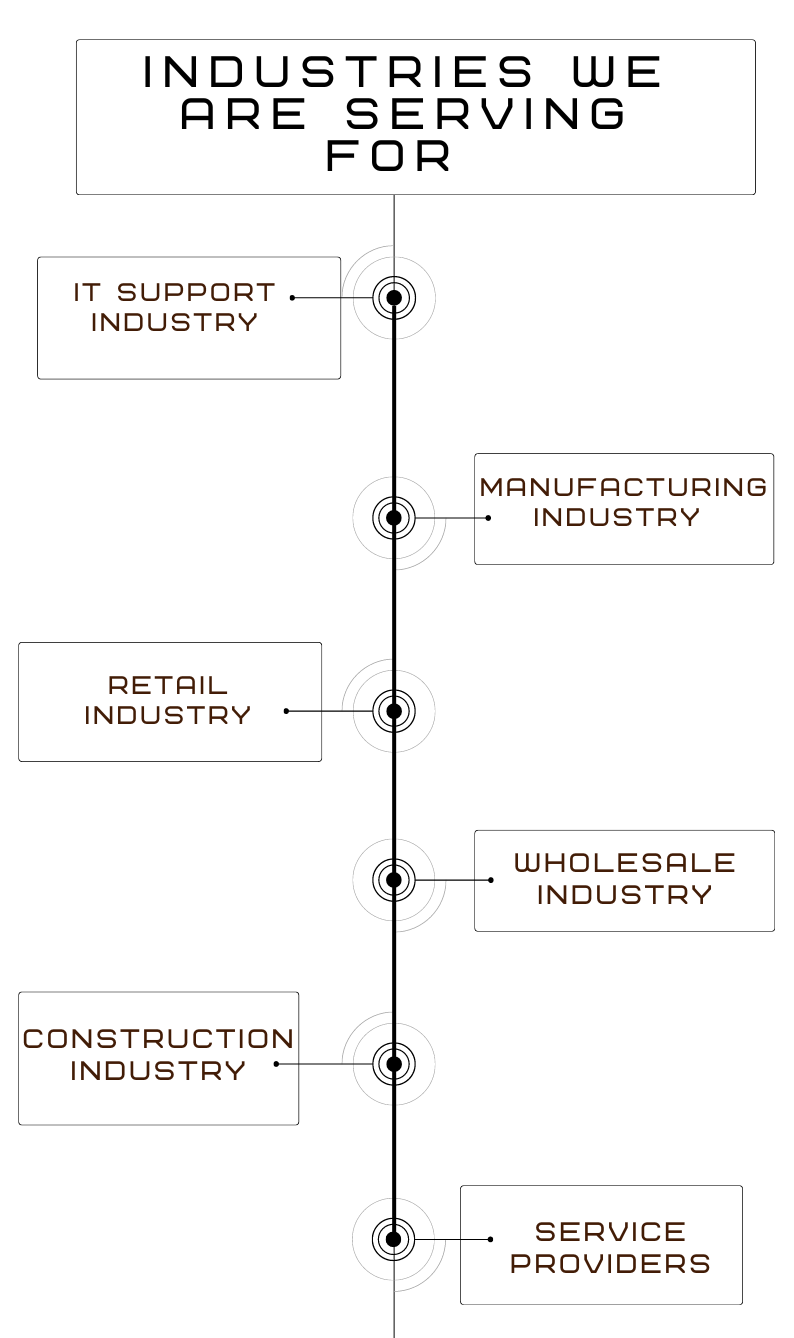 INDUSTRIES WE
ARE SERVING
FOR
IT SUPPORT
INDUSTRY
MANUFACTURING
INDUSTRY
RETAIL
INDUSTRY
WHOLESALE
INDUSTRY
CONSTRUCTION
INDUSTRY
SERVICE
PROVIDERS